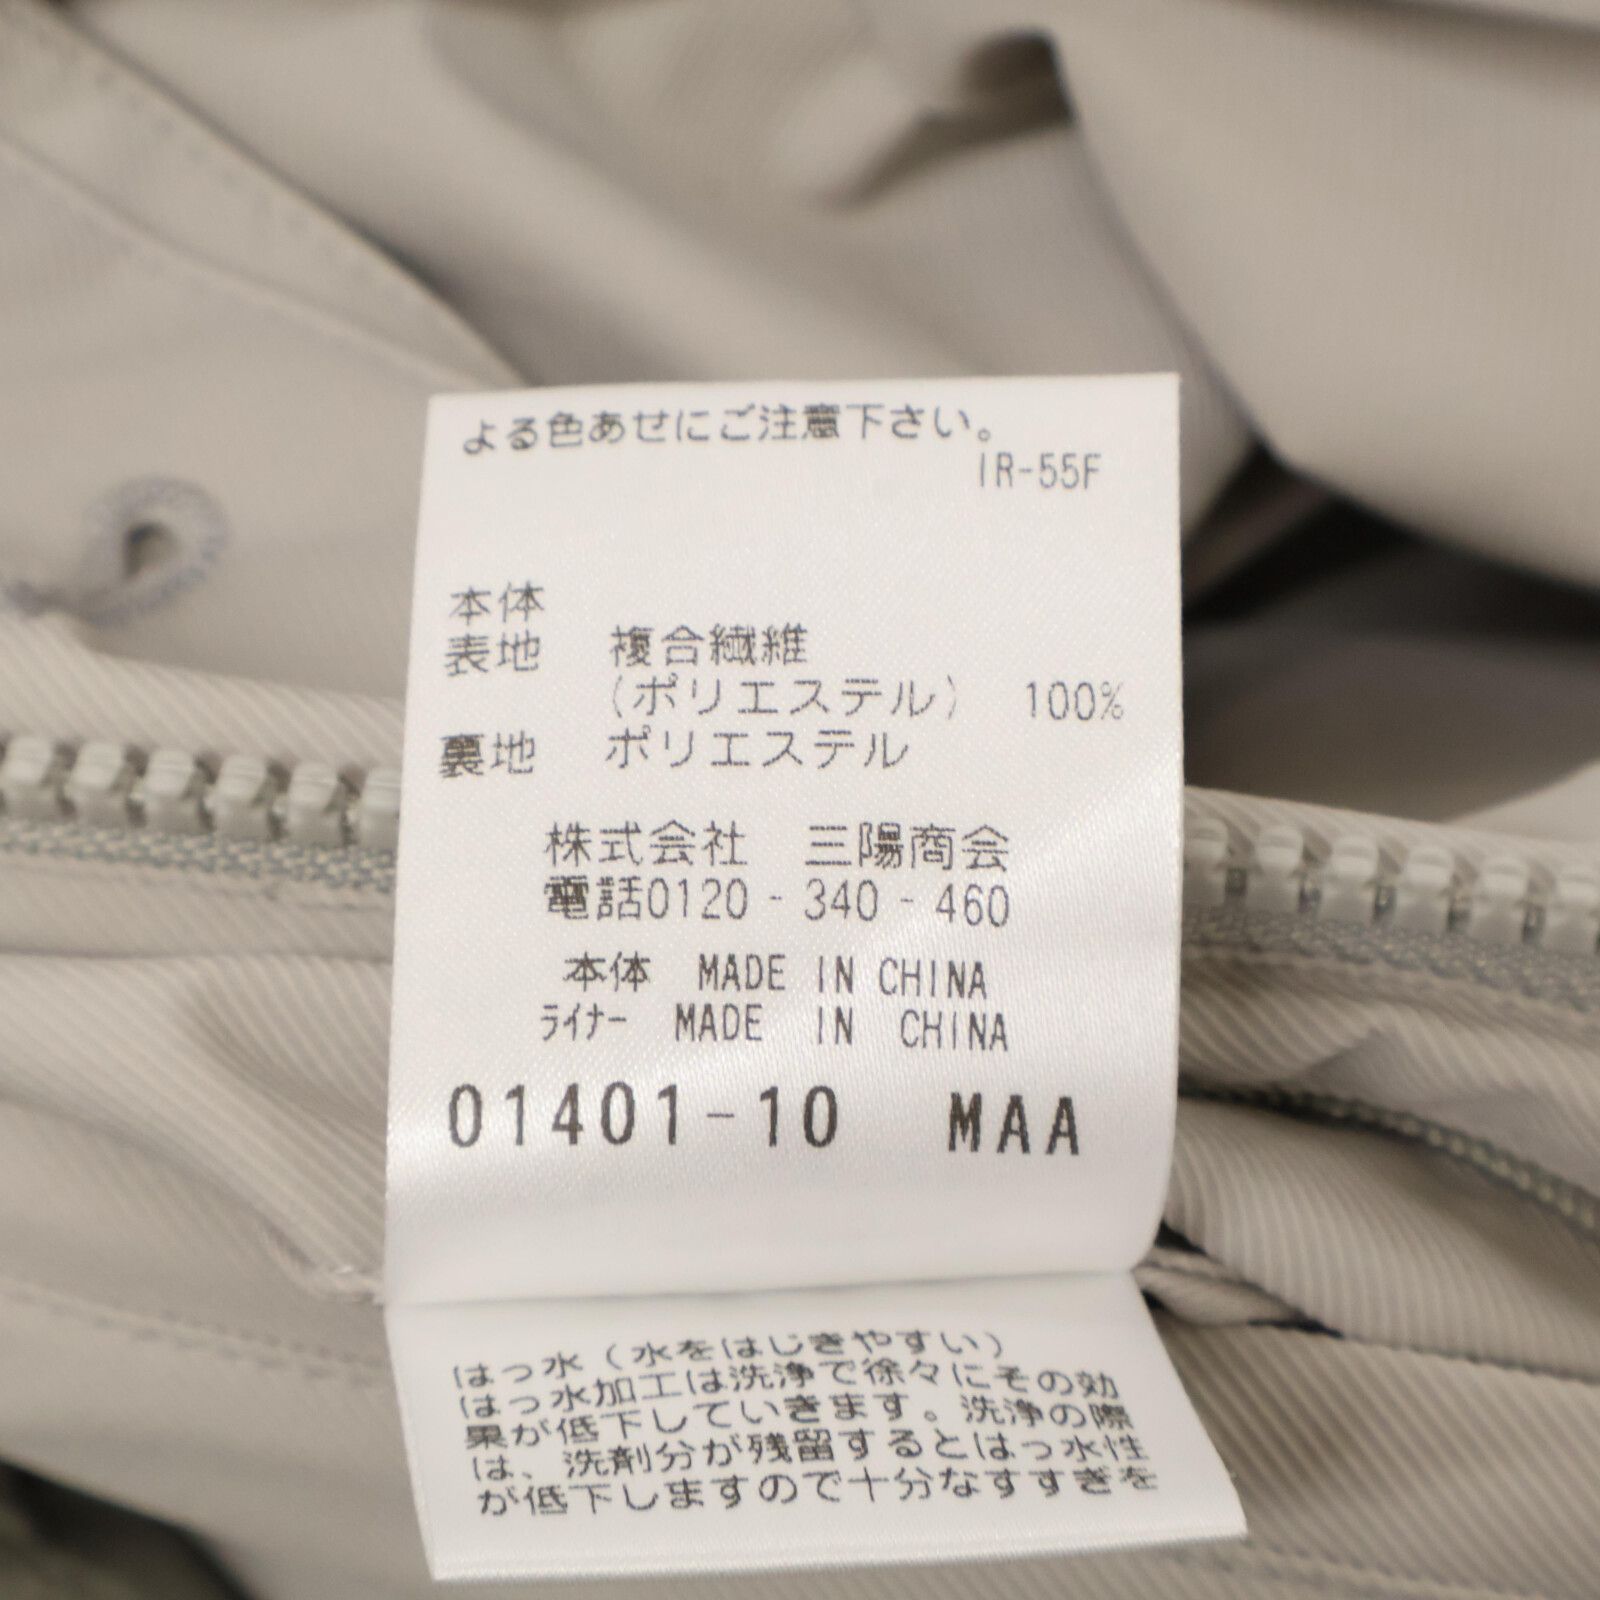 よる色あせにご注意下さい。
IR-55F
本体
表地 複合繊維
(ポリエステル) 100%
裏地 ポリエステル
株式会社 三陽商会
電話0120-340-460
本体 MADE IN CHINA
ﾗｲﾅｰ MADE IN CHINA
01401-10 MAA
はっ水(水をはじきやすい)
はっ水加工は洗浄で徐々にその効
果が低下していきます。洗浄の際
は、洗剤分が残留するとはっ水性
が低下しますので十分なすすぎを